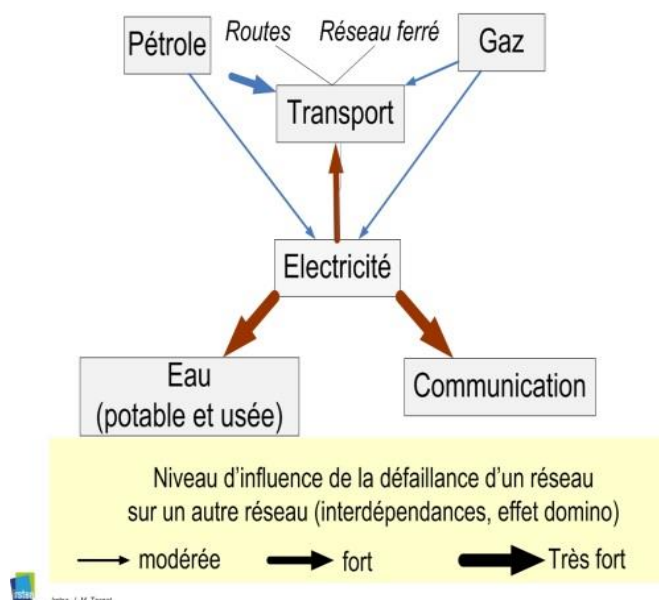 Routes
Réseau ferré
Pétrole
Gaz
Transport
Electricité
Eau
(potable et usée)
Communication
Niveau d'influence de la défaillance d'un réseau
sur un autre réseau (interdépendances, effet domino)
modérée
fort
Très fort